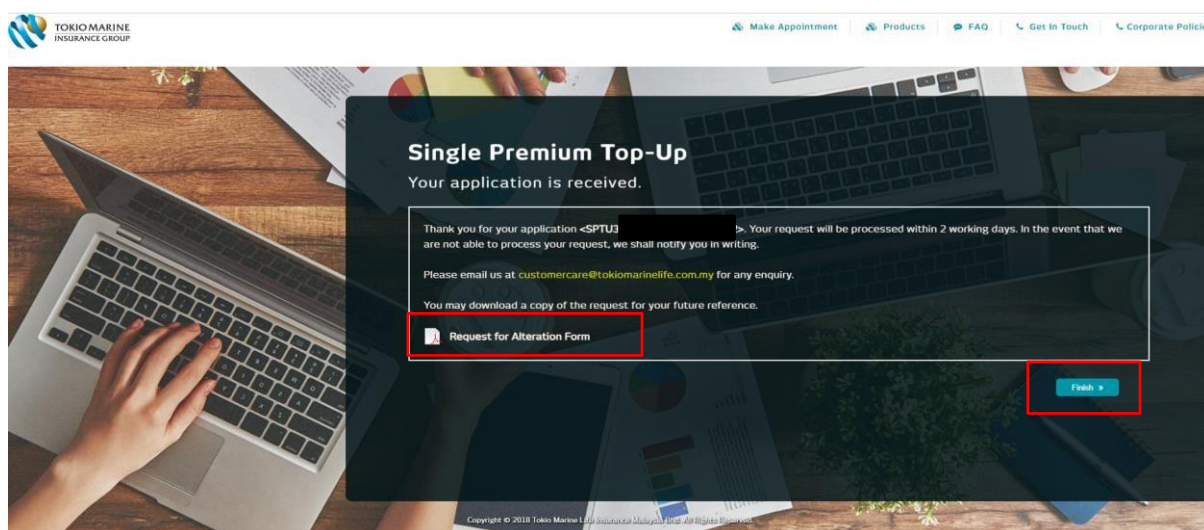 TOKIO MARINE
INSURANCE GROUP
Make Appointment
Products
FAQ
Get In Touch
Corporate Polici
Single Premium Top-Up
Your application is received.
Thank you for your application <SPTU3 >. Your request will be processed within 2 working days. In the event that we
are not able to process your request, we shall notify you in writing.
Please email us at customercare@tokiomarinelife.com.my for any enquiry.
You may download a copy of the request for your future reference.
Request for Alteration Form
Finish »
Copyright © 2018 Tokio Marine Life Insurance Malaysia Bhd. All Rights Reserved.